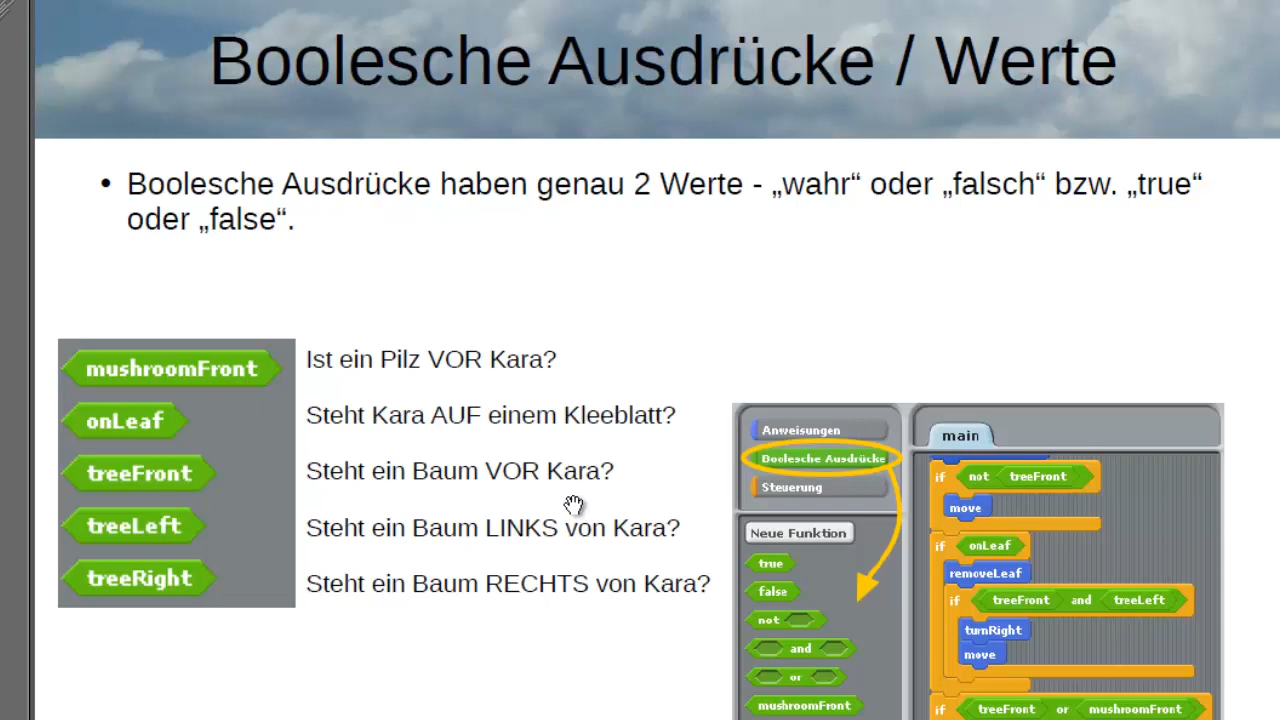 Boolesche Ausdrücke / Werte
• Boolesche Ausdrücke haben genau 2 Werte - „wahr“ oder „falsch“ bzw. „true“
oder „false“.
mushroomFront
Ist ein Pilz VOR Kara?
onLeaf
Steht Kara AUF einem Kleeblatt?
treeFront
Steht ein Baum VOR Kara?
treeLeft
Steht ein Baum LINKS von Kara?
treeRight
Steht ein Baum RECHTS von Kara?
Anweisungen
Boolesche Ausdrücke
Steuerung
Neue Funktion
true
false
not
and
or
mushroomFront
main
if not treeFront
move
if onLeaf
removeLeaf
if treeFront and treeLeft
turnRight
move
if treeFront or mushroomFront